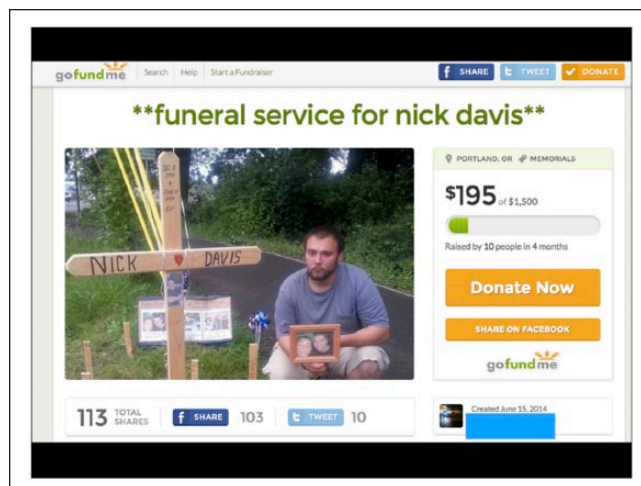 gofundme Search Help Start a Fundraiser f SHARE t TWEET DONATE
**funeral service for nick davis**
NICK DAVIS
PORTLAND, OR MEMORIALS
$195 of $1,500
Raised by 10 people in 4 months
Donate Now
SHARE ON FACEBOOK
gofundme
113 TOTAL SHARES f SHARE 103 t TWEET 10
Created June 15, 2014